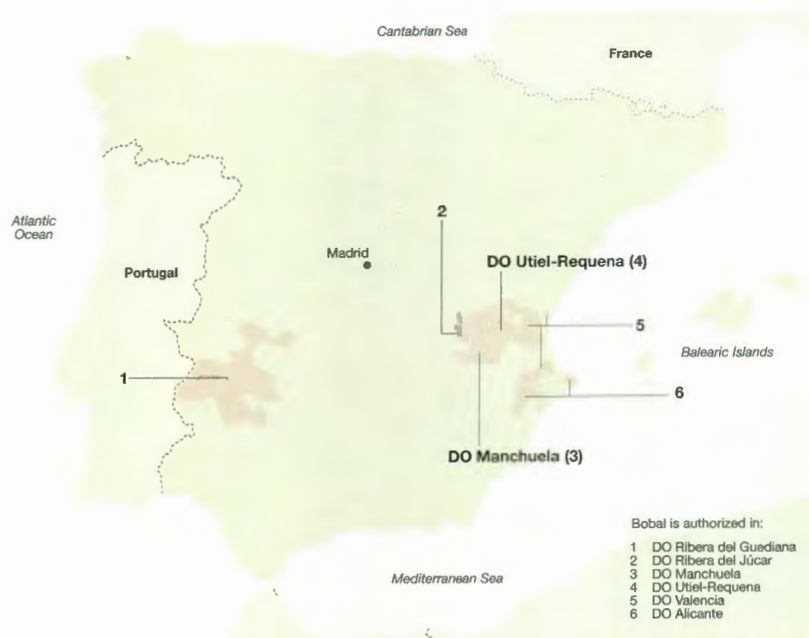 Cantabrian Sea
France
Atlantic
Ocean
Portugal
Madrid
2
DO Utiel-Requena (4)
5
Balearic Islands
1
6
DO Manchuela (3)
Bobal is authorized in:
1 DO Ribera del Guediana
2 DO Ribera del Júcar
3 DO Manchuela
4 DO Utiel-Requena
5 DO Valencia
6 DO Alicante
Mediterranean Sea